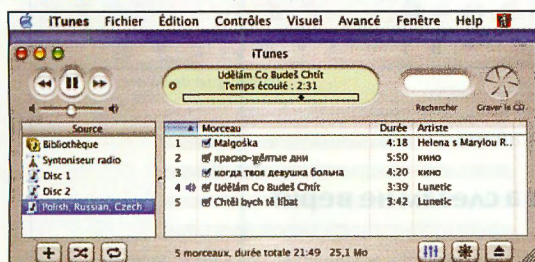 iTunes Fichier Édition Contrôles Visuel Avancé Fenêtre Help
iTunes
Udělám Co Budeš Chtít
Temps écoulé : 2:31
Rechercher Graver le CD
Source
Morceau Durée Artiste
Bibliothèque
Syntoniseur radio
Disc 1
Disc 2
Polish, Russian, Czech
1 Malgoška 4:18 Helena s Marylou R..
2 красно-жёлтые дни 5:50 кино
3 когда твоя девушка больна 4:20 кино
4 Udělám Co Budeš Chtít 3:39 Lunetic
5 Chtěl bych tě líbat 3:42 Lunetic
5 morceaux, durée totale 21:49 25,1 Mo